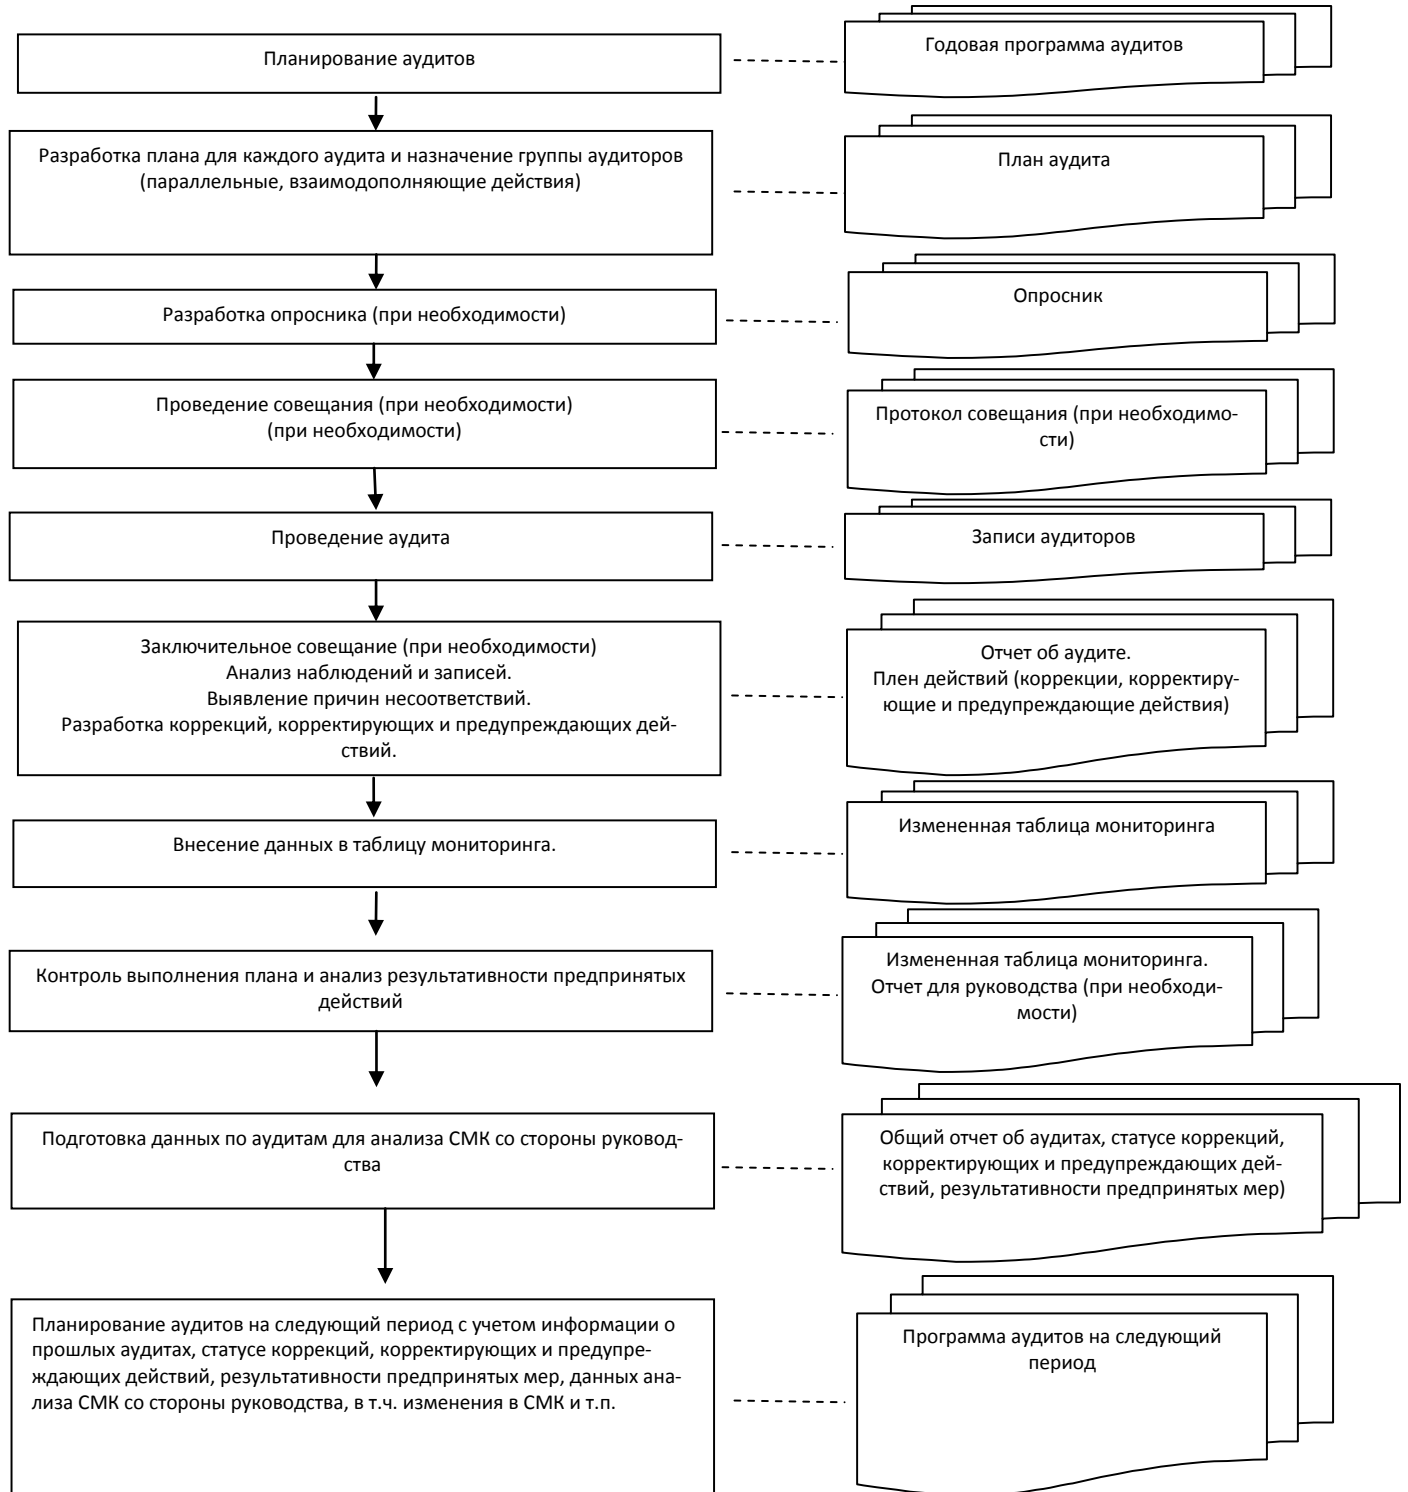 Планирование аудитов
Годовая программа аудитов
Разработка плана для каждого аудита и назначение группы аудиторов
(параллельные, взаимодополняющие действия)
План аудита
Разработка опросника (при необходимости)
Опросник
Проведение совещания (при необходимости)
(при необходимости)
Протокол совещания (при необходимо-
сти)
Проведение аудита
Записи аудиторов
Заключительное совещание (при необходимости)
Анализ наблюдений и записей.
Выявление причин несоответствий.
Разработка коррекций, корректирующих и предупреждающих дей-
ствий.
Отчет об аудите.
Плен действий (коррекции, корректиру-
ющие и предупреждающие действия)
Внесение данных в таблицу мониторинга.
Измененная таблица мониторинга
Контроль выполнения плана и анализ результативности предпринятых
действий
Измененная таблица мониторинга.
Отчет для руководства (при необходи-
мости)
Подготовка данных по аудитам для анализа СМК со стороны руковод-
ства
Общий отчет об аудитах, статусе коррекций,
корректирующих и предупреждающих дей-
ствий, результативности предпринятых мер)
Планирование аудитов на следующий период с учетом информации о
прошлых аудитах, статусе коррекций, корректирующих и предупре-
ждающих действий, результативности предпринятых мер, данных ана-
лиза СМК со стороны руководства, в т.ч. изменения в СМК и т.п.
Программа аудитов на следующий
период